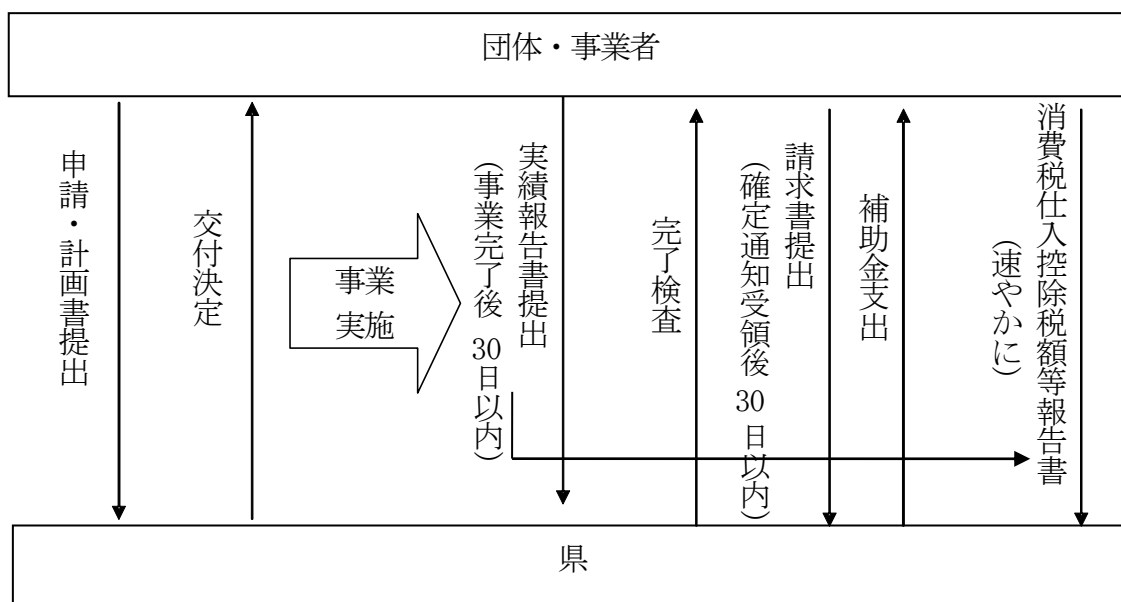 団体・事業者
申請・計画書提出
交付決定
事業
実施
実績報告書提出
(事業完了後 30 日以内)
完了検査
請求書提出
(確定通知受領後 30 日以内)
補助金支出
消費税仕入控除税額等報告書
(速やかに)
県